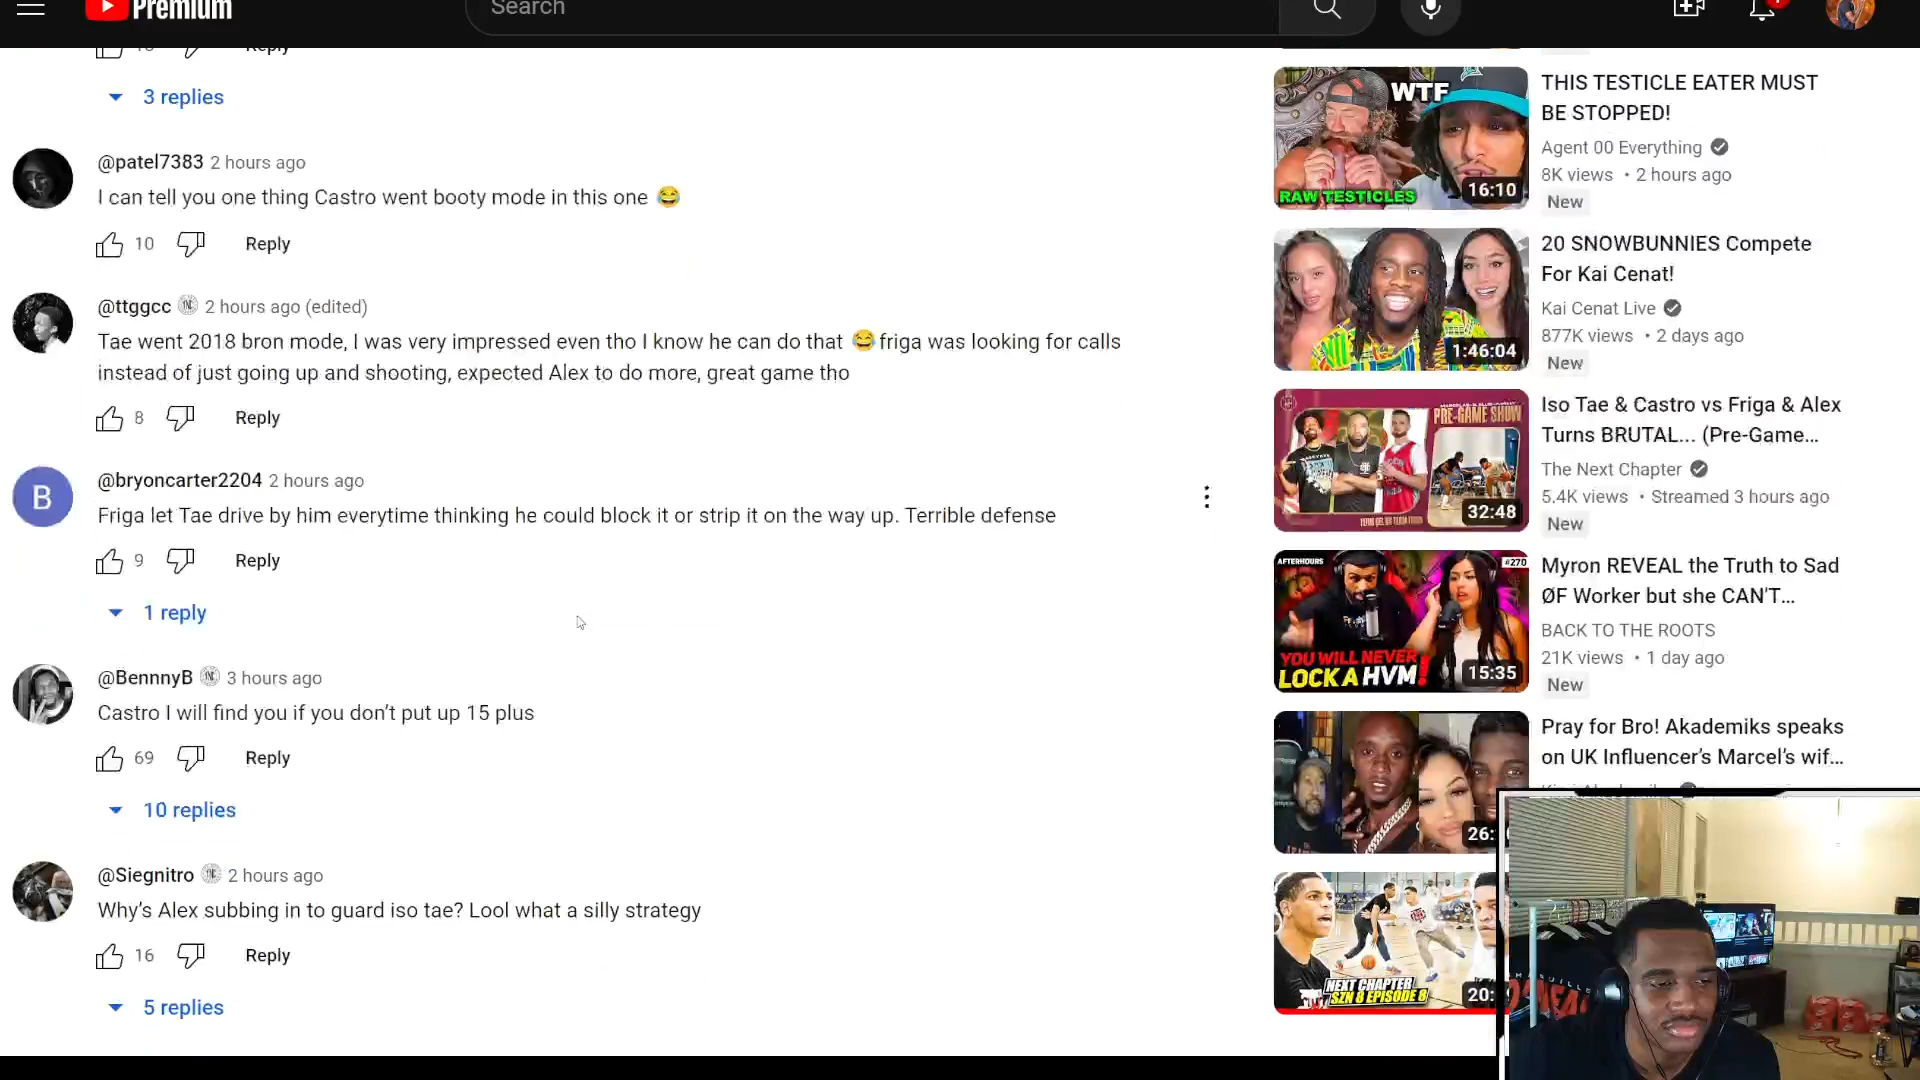 Premium
Search
Reply
3 replies
@patel7383 2 hours ago
I can tell you one thing Castro went booty mode in this one 😂
10 Reply
@ttggcc 2 hours ago (edited)
Tae went 2018 bron mode, I was very impressed even tho I know he can do that 😂friga was looking for calls
instead of just going up and shooting, expected Alex to do more, great game tho
8 Reply
B
@bryoncarter2204 2 hours ago
Friga let Tae drive by him everytime thinking he could block it or strip it on the way up. Terrible defense
9 Reply
1 reply
@BennnyB 3 hours ago
Castro I will find you if you don’t put up 15 plus
69 Reply
10 replies
@Siegnitro 2 hours ago
Why’s Alex subbing in to guard iso tae? Lool what a silly strategy
16 Reply
5 replies
WTF
RAW TESTICLES
16:10
THIS TESTICLE EATER MUST
BE STOPPED!
Agent 00 Everything
8K views • 2 hours ago
New
1:46:04
20 SNOWBUNNIES Compete
For Kai Cenat!
Kai Cenat Live
877K views • 2 days ago
New
PRE-GAME SHOW
32:48
Iso Tae & Castro vs Friga & Alex
Turns BRUTAL... (Pre-Game...
The Next Chapter
5.4K views • Streamed 3 hours ago
New
AFTERHOURS
#270
YOU WILL NEVER
LOCK A HVM!
15:35
Myron REVEAL the Truth to Sad
ØF Worker but she CAN'T...
BACK TO THE ROOTS
21K views • 1 day ago
New
26:
Pray for Bro! Akademiks speaks
on UK Influencer’s Marcel’s wif...
NEXT CHAPTER
SZN 8 EPISODE 8
20: